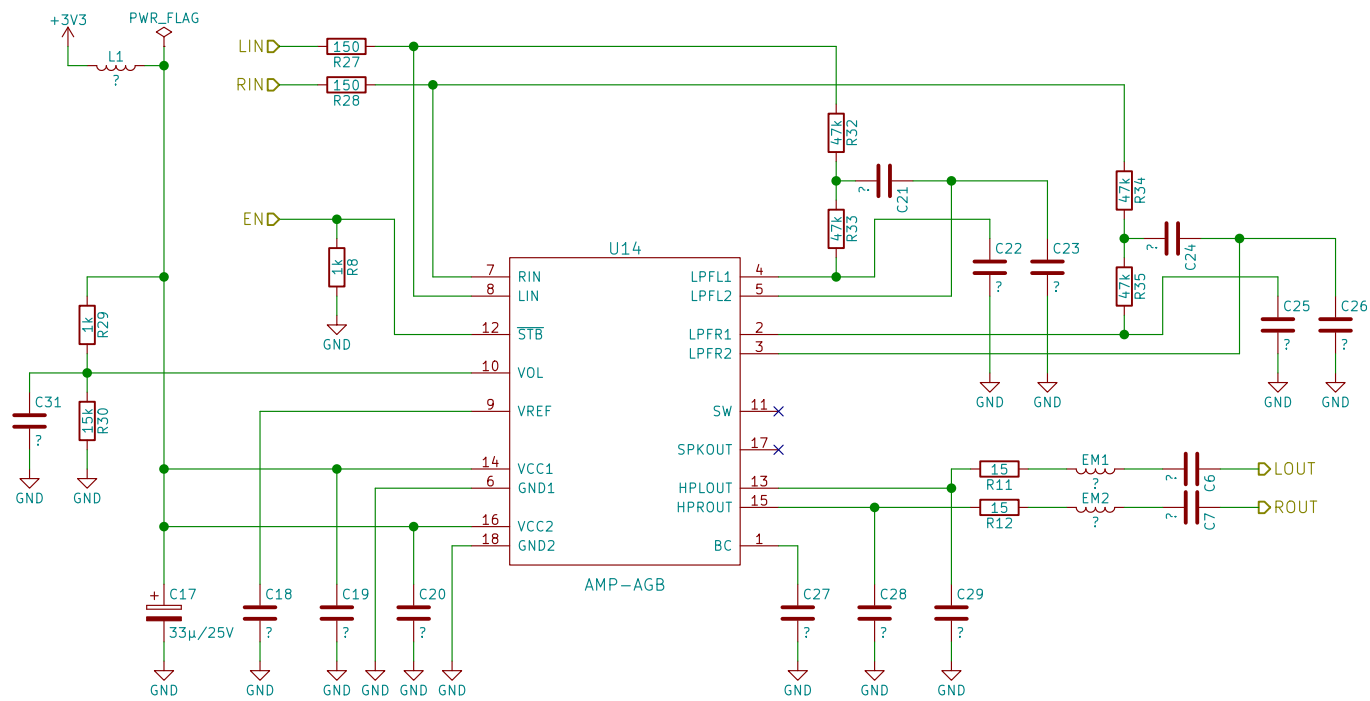 +3V3
PWR_FLAG
L1
?
LIN
150
R27
RIN
150
R28
47k
R32
?
C21
47k
R33
C22
?
C23
?
47k
R34
?
C24
47k
R35
C25
?
C26
?
EN
1k
R8
GND
U14
7
RIN
8
LIN
12
STB
10
VOL
9
VREF
14
VCC1
6
GND1
16
VCC2
18
GND2
LPFL1
4
LPFL2
5
LPFR1
2
LPFR2
3
SW
11
SPKOUT
17
HPLOUT
13
HPROUT
15
BC
1
AMP-AGB
GND
GND
GND
GND
1k
R29
15k
R30
C31
?
GND
GND
15
R11
EM1
?
?
C6
LOUT
15
R12
EM2
?
?
C7
ROUT
C17
33µ/25V
+
C18
?
C19
?
C20
?
C27
?
C28
?
C29
?
GND
GND
GND
GND
GND
GND
GND
GND
GND